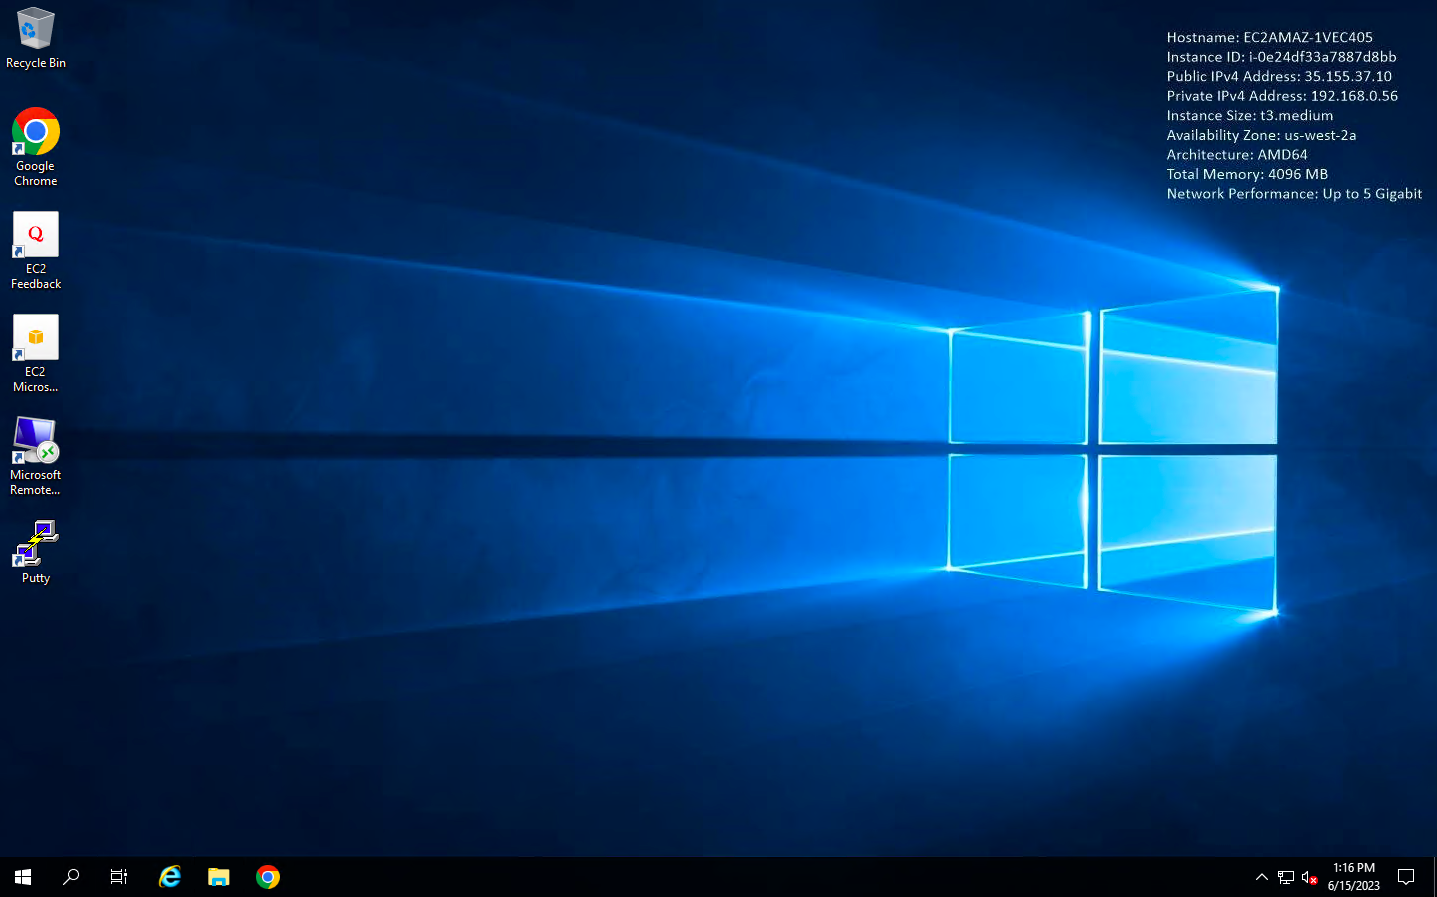 Recycle Bin
Google
Chrome
Q
EC2
Feedback
EC2
Micros...
Microsoft
Remote...
Putty
Hostname: EC2AMAZ-1VEC405
Instance ID: i-0e24df33a7887d8bb
Public IPv4 Address: 35.155.37.10
Private IPv4 Address: 192.168.0.56
Instance Size: t3.medium
Availability Zone: us-west-2a
Architecture: AMD64
Total Memory: 4096 MB
Network Performance: Up to 5 Gigabit
1:16 PM
6/15/2023